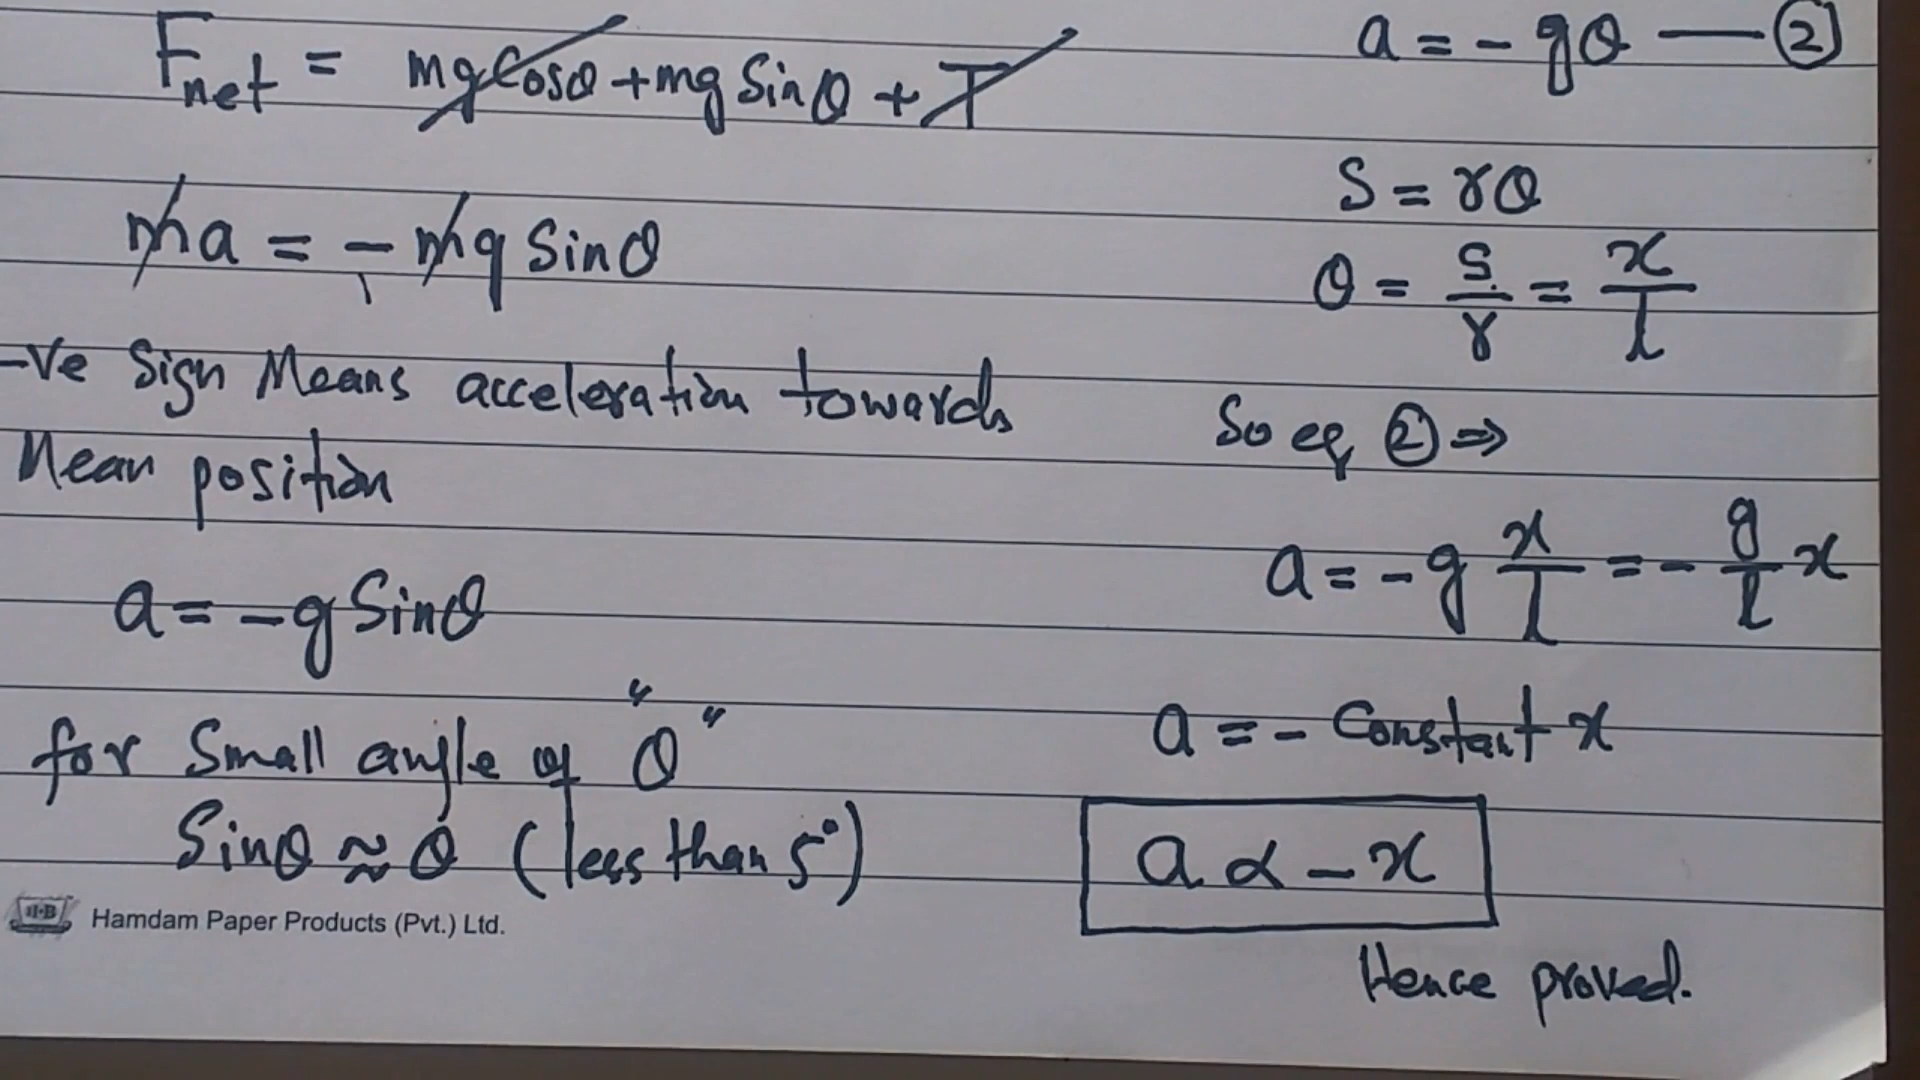 Fnet = mgCosθ + mg Sinθ + T
ma = - mg Sinθ
-Ve Sign Means acceleration towards
Mean position
a = -g Sinθ
for Small angle of "θ"
Sinθ ≈ θ (less than 5°)
Hamdam Paper Products (Pvt.) Ltd.
a = - gθ — ②
S = rθ
θ = S/r = x/l
So eq ② ⇒
a = -g x/l = - g/l x
a = - Constant x
a ∝ - x
Hence proved.